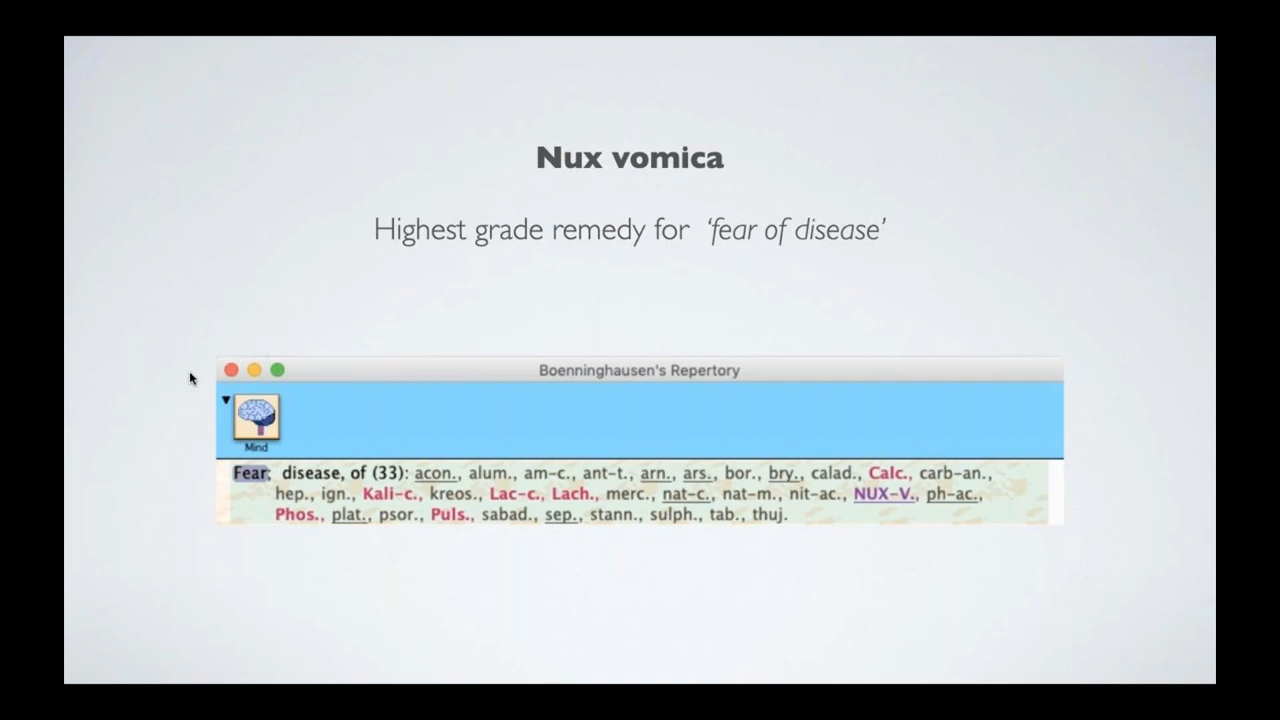 Nux vomica
Highest grade remedy for ‘fear of disease’
Boenninghausen's Repertory
Mind
Fear; disease, of (33): acon., alum., am-c., ant-t., arn., ars., bor., bry., calad., Calc., carb-an.,
hep., ign., Kali-c., kreos., Lac-c., Lach., merc., nat-c., nat-m., nit-ac., NUX-V., ph-ac.,
Phos., plat., psor., Puls., sabad., sep., stann., sulph., tab., thuj.